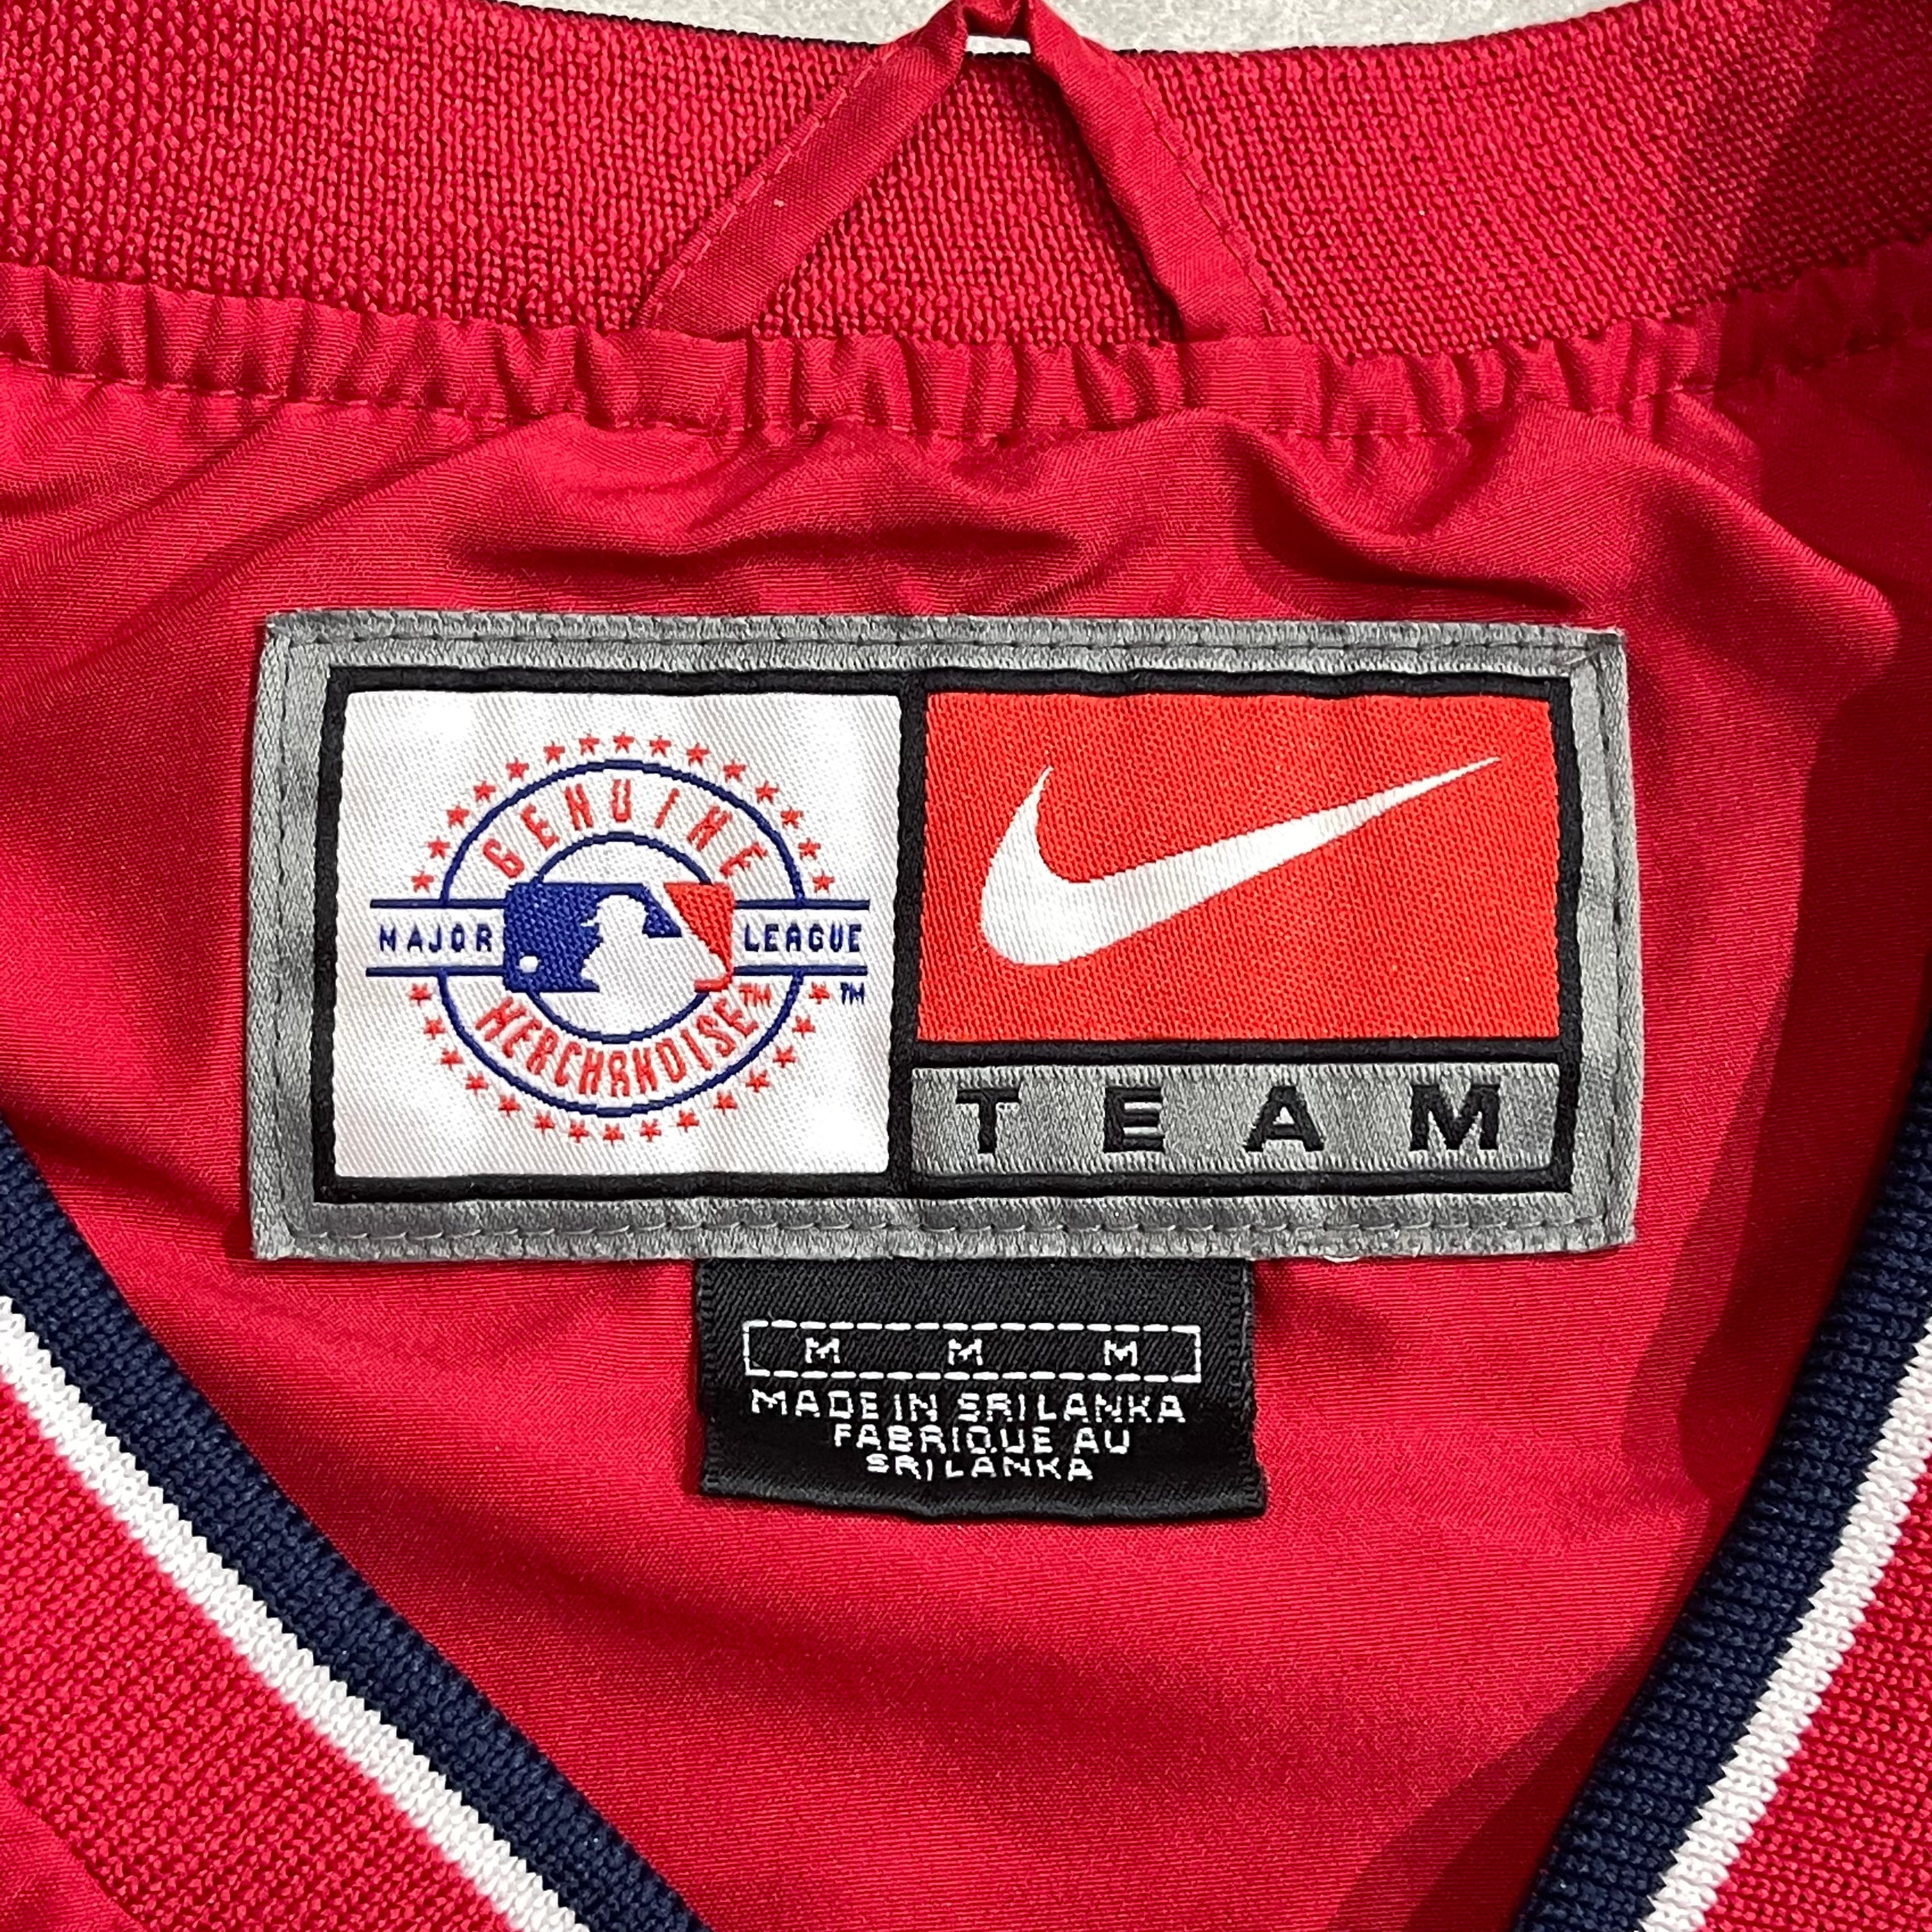 GENUINE
MAJOR LEAGUE
MERCHANDISE™ ™
TEAM
M M M
MADE IN SRI LANKA
FABRIQUE AU
SRI LANKA